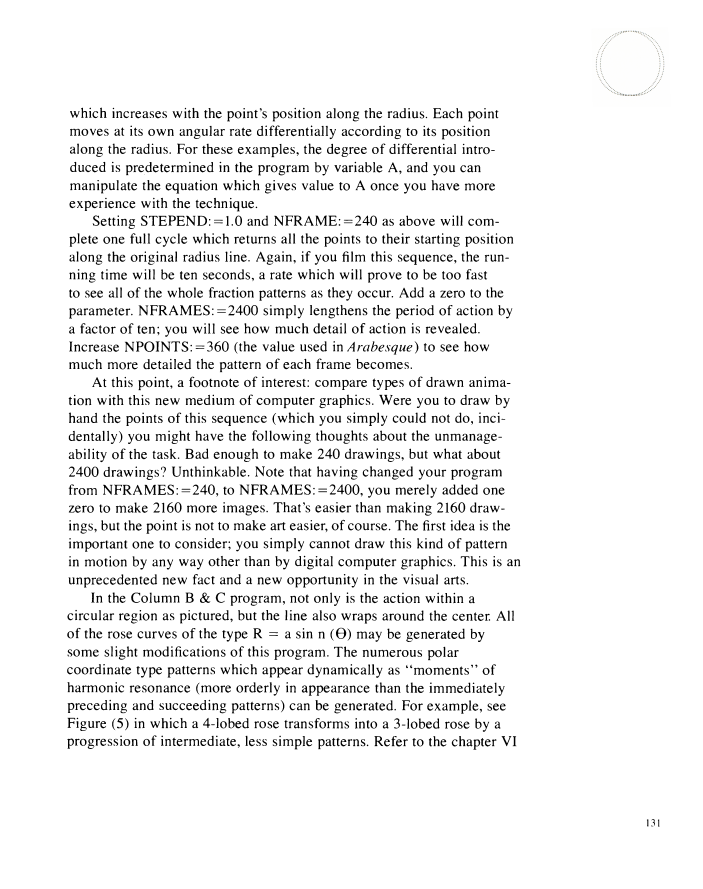 which increases with the point's position along the radius. Each point
moves at its own angular rate differentially according to its position
along the radius. For these examples, the degree of differential intro-
duced is predetermined in the program by variable A, and you can
manipulate the equation which gives value to A once you have more
experience with the technique.
Setting STEPEND:=1.0 and NFRAME:=240 as above will com-
plete one full cycle which returns all the points to their starting position
along the original radius line. Again, if you film this sequence, the run-
ning time will be ten seconds, a rate which will prove to be too fast
to see all of the whole fraction patterns as they occur. Add a zero to the
parameter. NFRAMES:=2400 simply lengthens the period of action by
a factor of ten; you will see how much detail of action is revealed.
Increase NPOINTS:=360 (the value used in Arabesque) to see how
much more detailed the pattern of each frame becomes.
At this point, a footnote of interest: compare types of drawn anima-
tion with this new medium of computer graphics. Were you to draw by
hand the points of this sequence (which you simply could not do, inci-
dentally) you might have the following thoughts about the unmanage-
ability of the task. Bad enough to make 240 drawings, but what about
2400 drawings? Unthinkable. Note that having changed your program
from NFRAMES:=240, to NFRAMES:=2400, you merely added one
zero to make 2160 more images. That's easier than making 2160 draw-
ings, but the point is not to make art easier, of course. The first idea is the
important one to consider; you simply cannot draw this kind of pattern
in motion by any way other than by digital computer graphics. This is an
unprecedented new fact and a new opportunity in the visual arts.
In the Column B & C program, not only is the action within a
circular region as pictured, but the line also wraps around the center. All
of the rose curves of the type R = a sin n (Θ) may be generated by
some slight modifications of this program. The numerous polar
coordinate type patterns which appear dynamically as "moments" of
harmonic resonance (more orderly in appearance than the immediately
preceding and succeeding patterns) can be generated. For example, see
Figure (5) in which a 4-lobed rose transforms into a 3-lobed rose by a
progression of intermediate, less simple patterns. Refer to the chapter VI
131